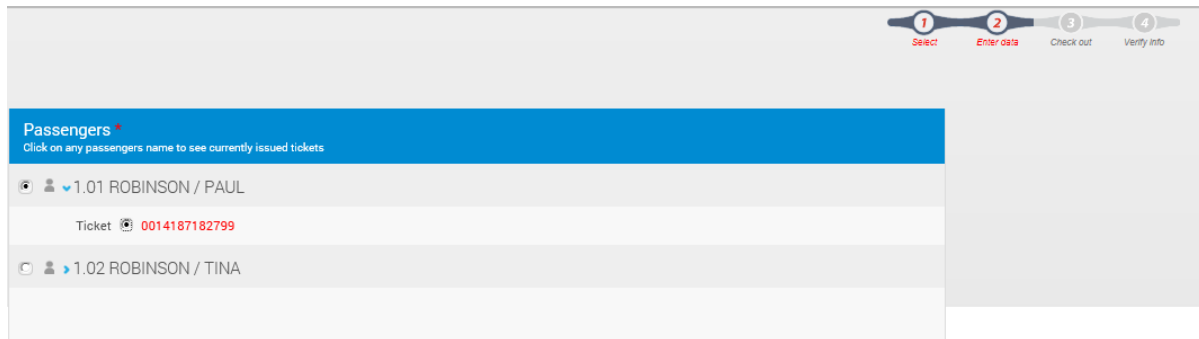 1 2 3 4
Select Enter data Check out Verify info
Passengers *
Click on any passengers name to see currently issued tickets
1.01 ROBINSON / PAUL
Ticket 0014187182799
1.02 ROBINSON / TINA